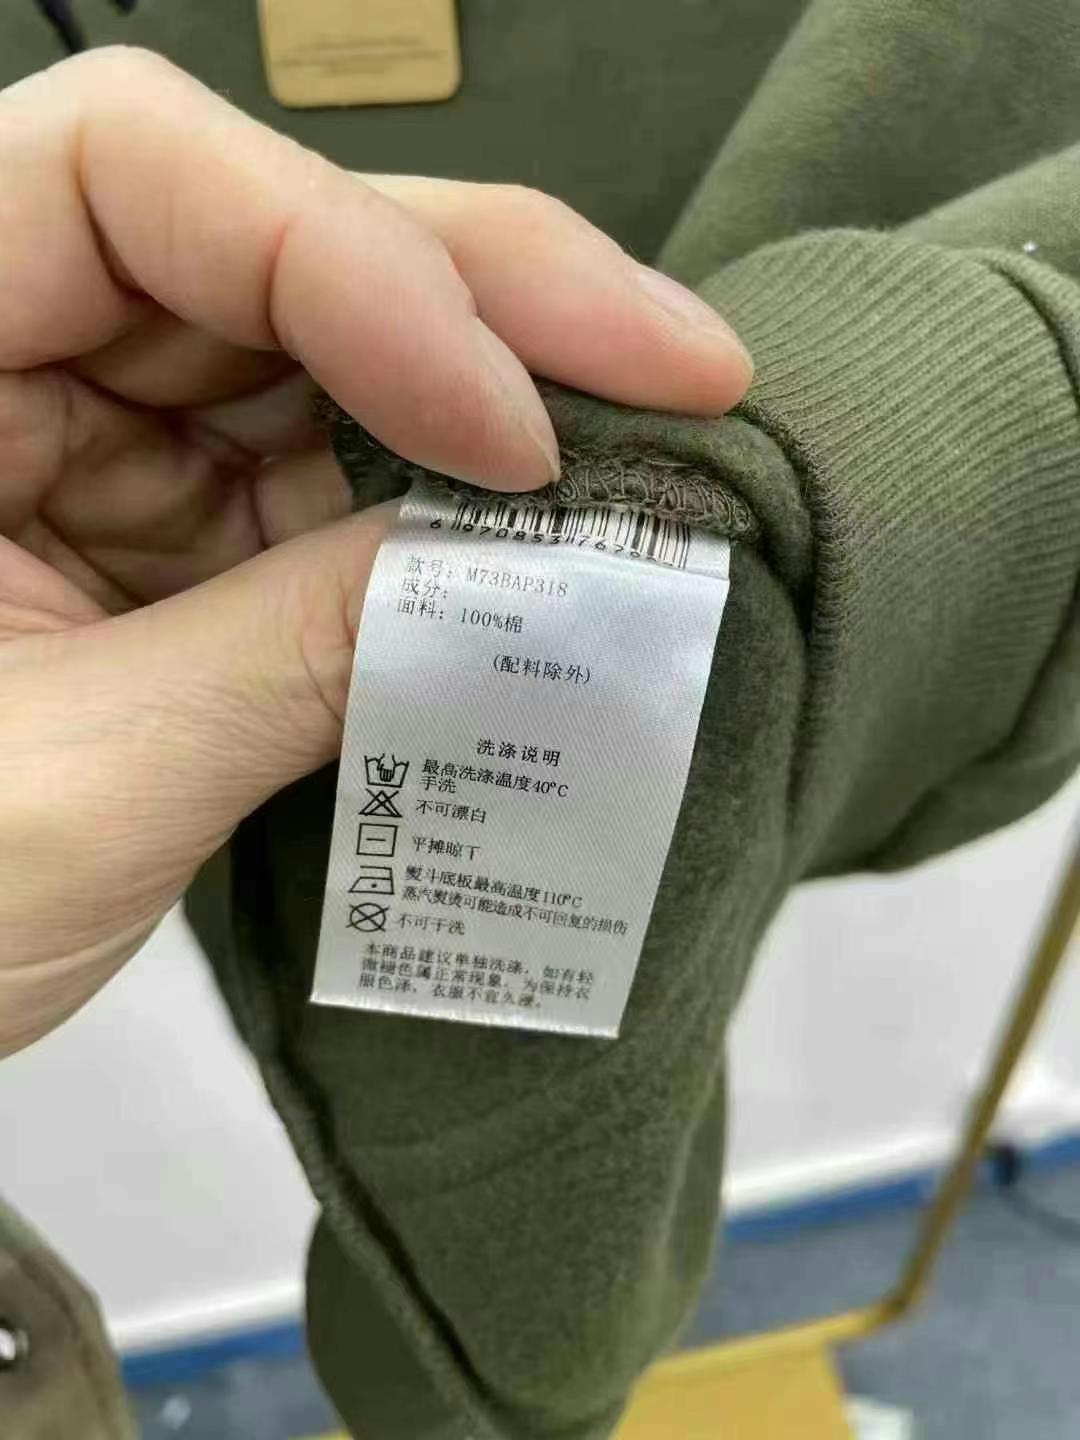 6 970853 7679
款号: M73BAP318
成分:
面料: 100%棉
(配料除外)
洗涤说明
最高洗涤温度40°C
手洗
不可漂白
平摊晾干
熨斗底板最高温度110°C
蒸汽熨烫可能造成不可回复的损伤
不可干洗
本商品建议单独洗涤, 如有轻
微褪色属正常现象, 为保持衣
服色泽, 衣服不宜久浸。